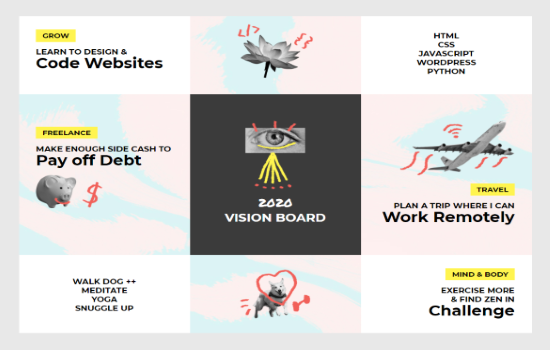 GROW
LEARN TO DESIGN &
Code Websites
HTML
CSS
JAVASCRIPT
WORDPRESS
PYTHON
FREELANCE
MAKE ENOUGH SIDE CASH TO
Pay off Debt
$
2020
VISION BOARD
TRAVEL
PLAN A TRIP WHERE I CAN
Work Remotely
WALK DOG ++
MEDITATE
YOGA
SNUGGLE UP
MIND & BODY
EXERCISE MORE
& FIND ZEN IN
Challenge